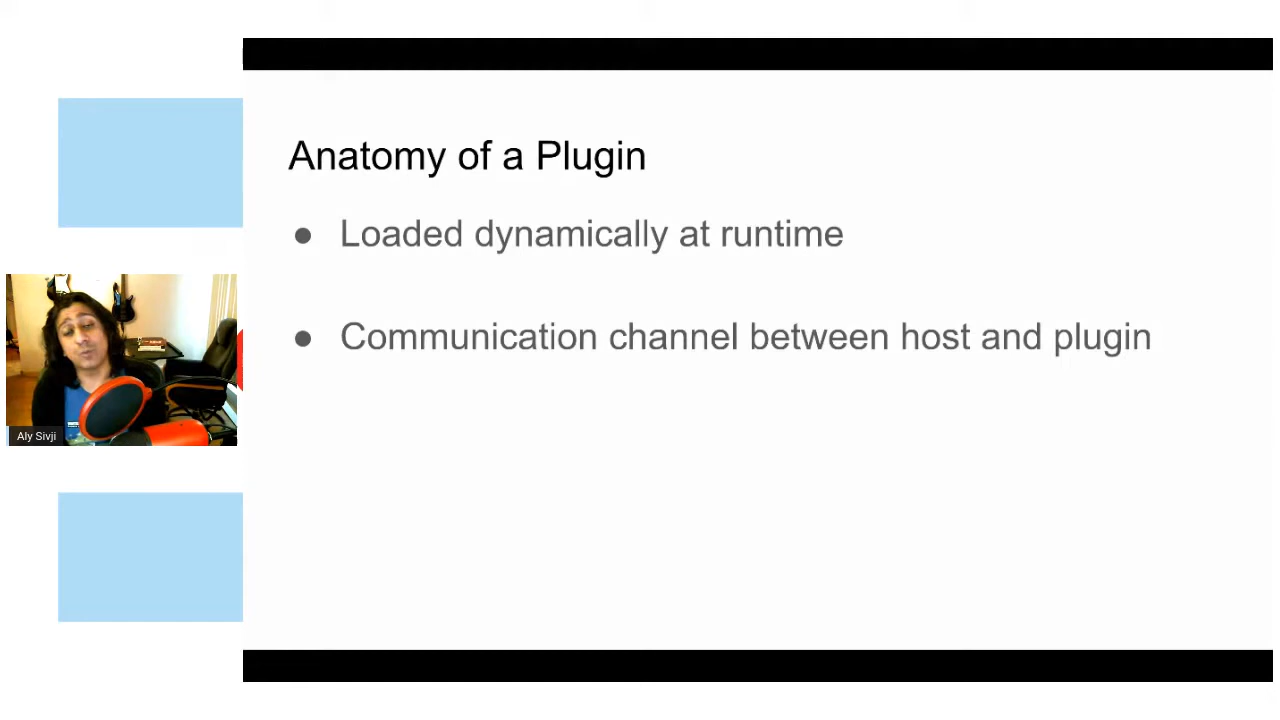 Anatomy of a Plugin
● Loaded dynamically at runtime
● Communication channel between host and plugin
Aly Sivji